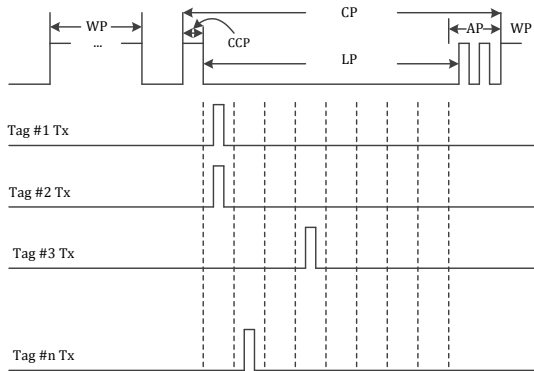 CP
WP
...
CCP
AP
WP
LP
Tag #1 Tx
Tag #2 Tx
Tag #3 Tx
Tag #n Tx